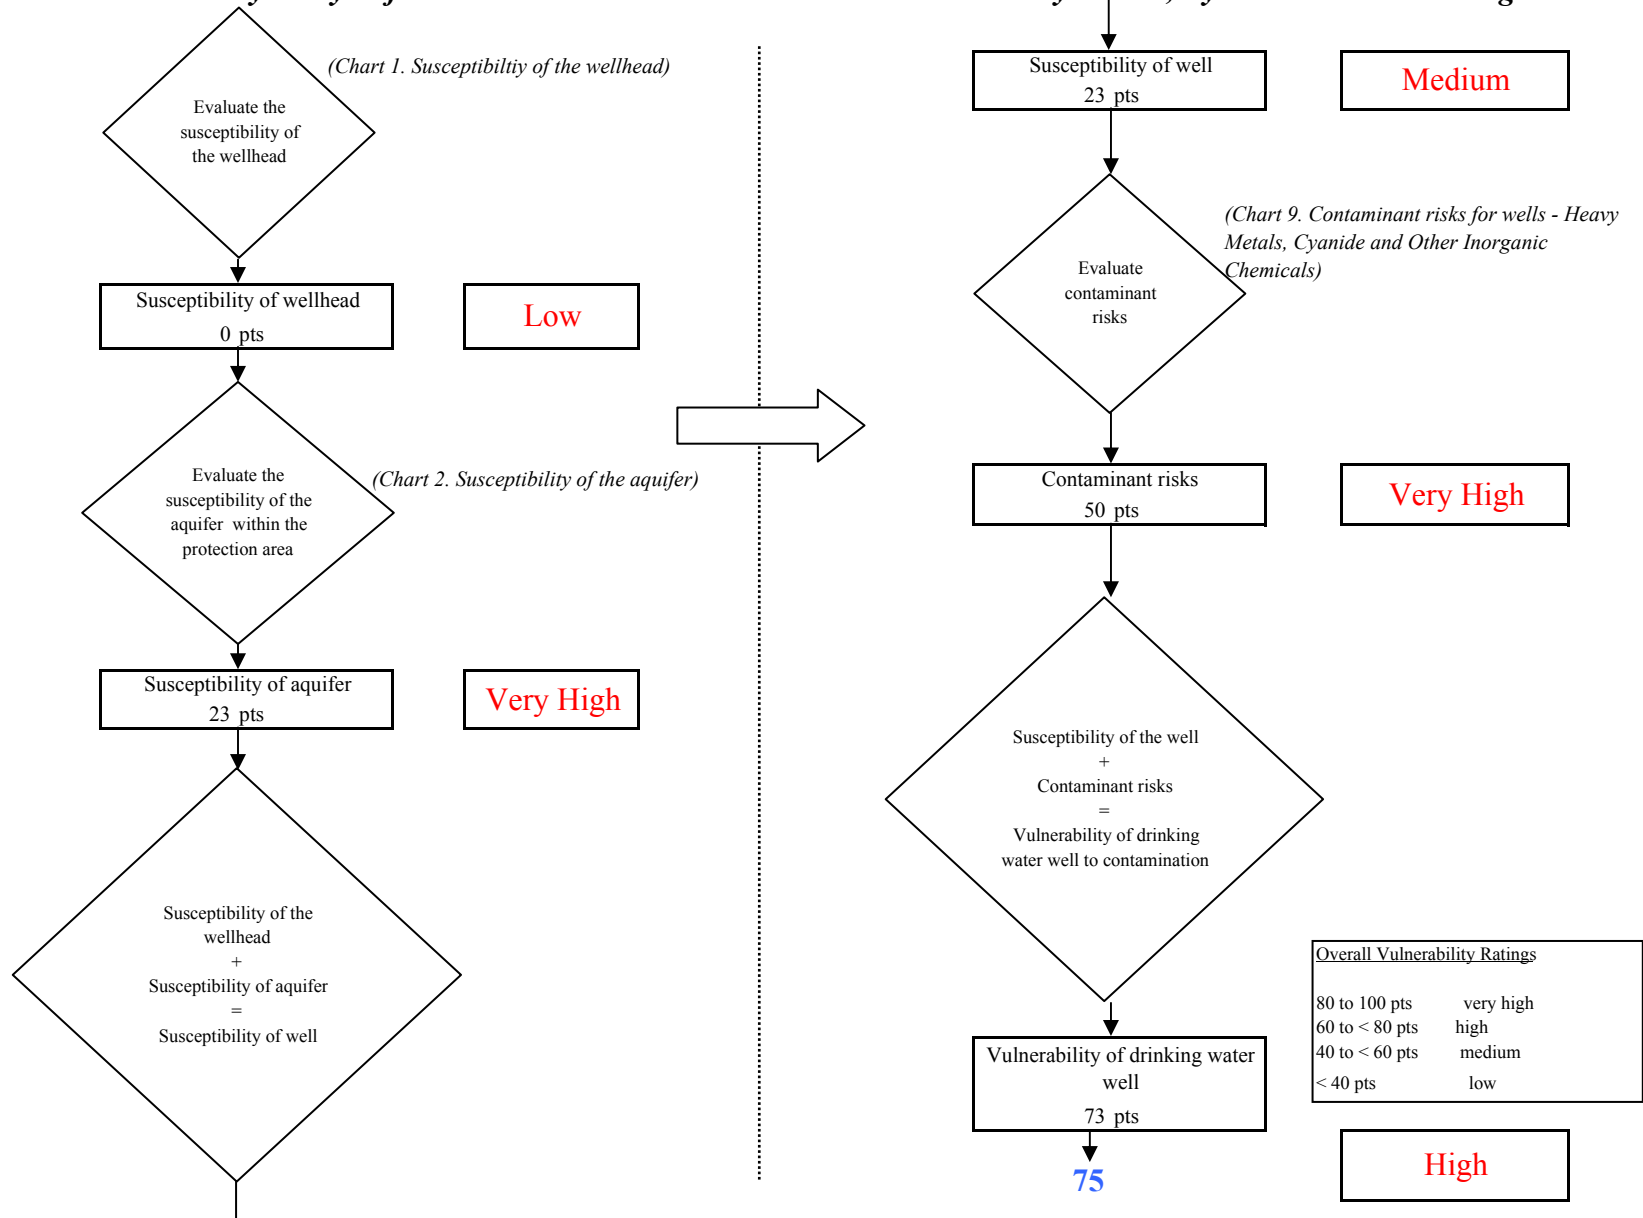 (Chart 1. Susceptibiltiy of the wellhead)
Evaluate the
susceptibility of
the wellhead
Susceptibility of wellhead
0 pts
Low
Evaluate the
susceptibility of the
aquifer within the
protection area
(Chart 2. Susceptibility of the aquifer)
Susceptibility of aquifer
23 pts
Very High
Susceptibility of the
wellhead
+
Susceptibility of aquifer
=
Susceptibility of well
Susceptibility of well
23 pts
Medium
(Chart 9. Contaminant risks for wells - Heavy
Metals, Cyanide and Other Inorganic
Chemicals)
Evaluate
contaminant
risks
Contaminant risks
50 pts
Very High
Susceptibility of the well
+
Contaminant risks
=
Vulnerability of drinking
water well to contamination
Overall Vulnerability Ratings
80 to 100 pts very high
60 to < 80 pts high
40 to < 60 pts medium
< 40 pts low
Vulnerability of drinking water
well
73 pts
75
High